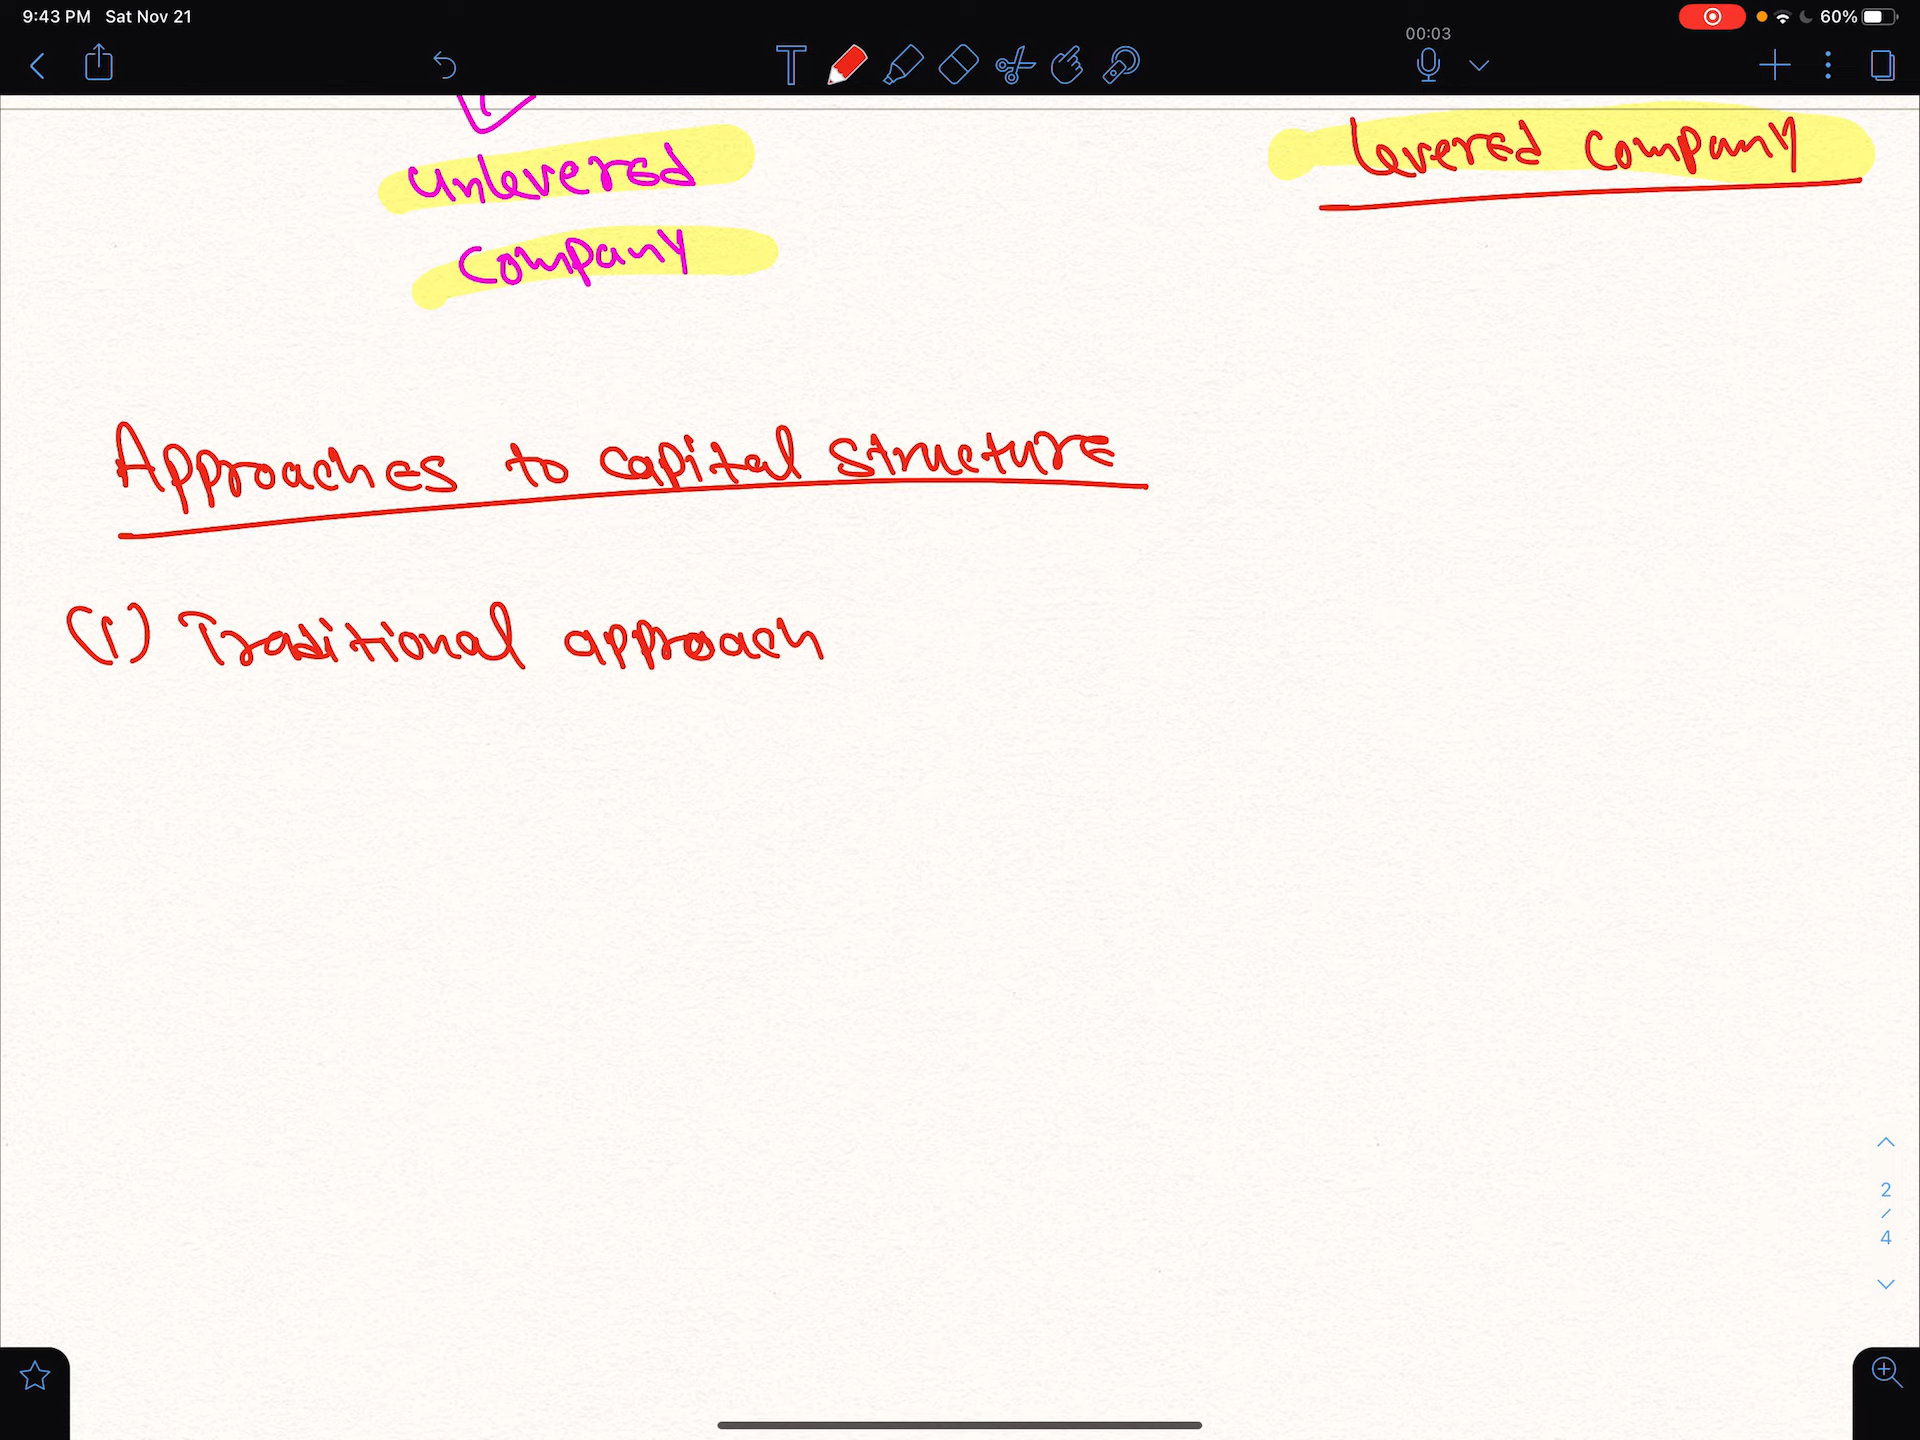 9:43 PM Sat Nov 21
60%
00:03
Unlevered
Company
Levered Company
Approaches to capital structure
(1) Traditional approach
2
/
4